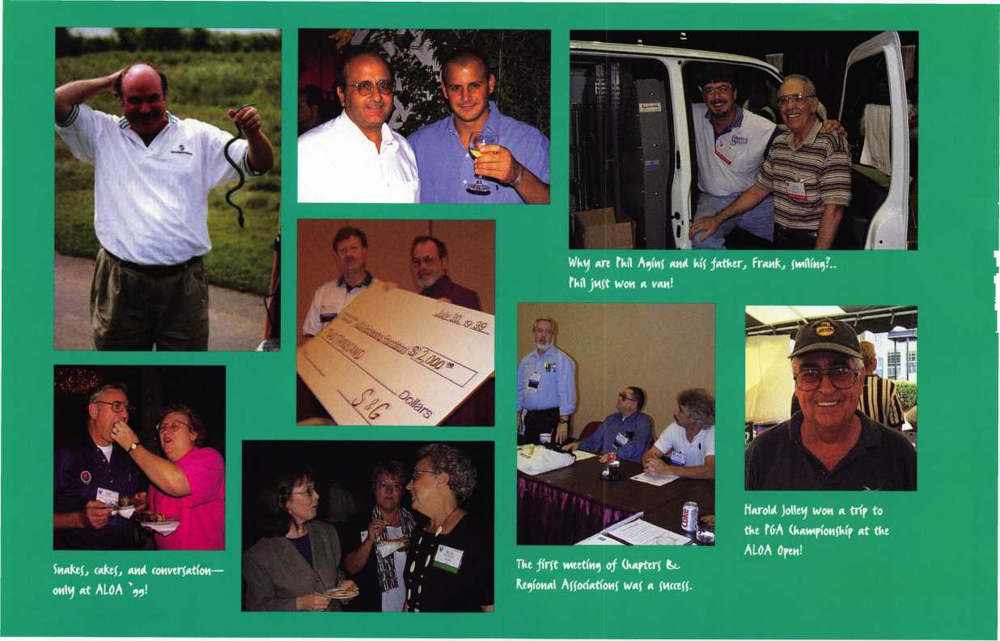 Why are Phil Agins and his father, Frank, smiling?..
Phil just won a van!
July 30, 19 99
$ 2,000 00
TWO THOUSAND
Dollars
S & G
Snakes, cakes, and conversation—
only at ALOA '99!
The first meeting of Chapters &
Regional Associations was a success.
Harold Jolley won a trip to
the PGA Championship at the
ALOA Open!